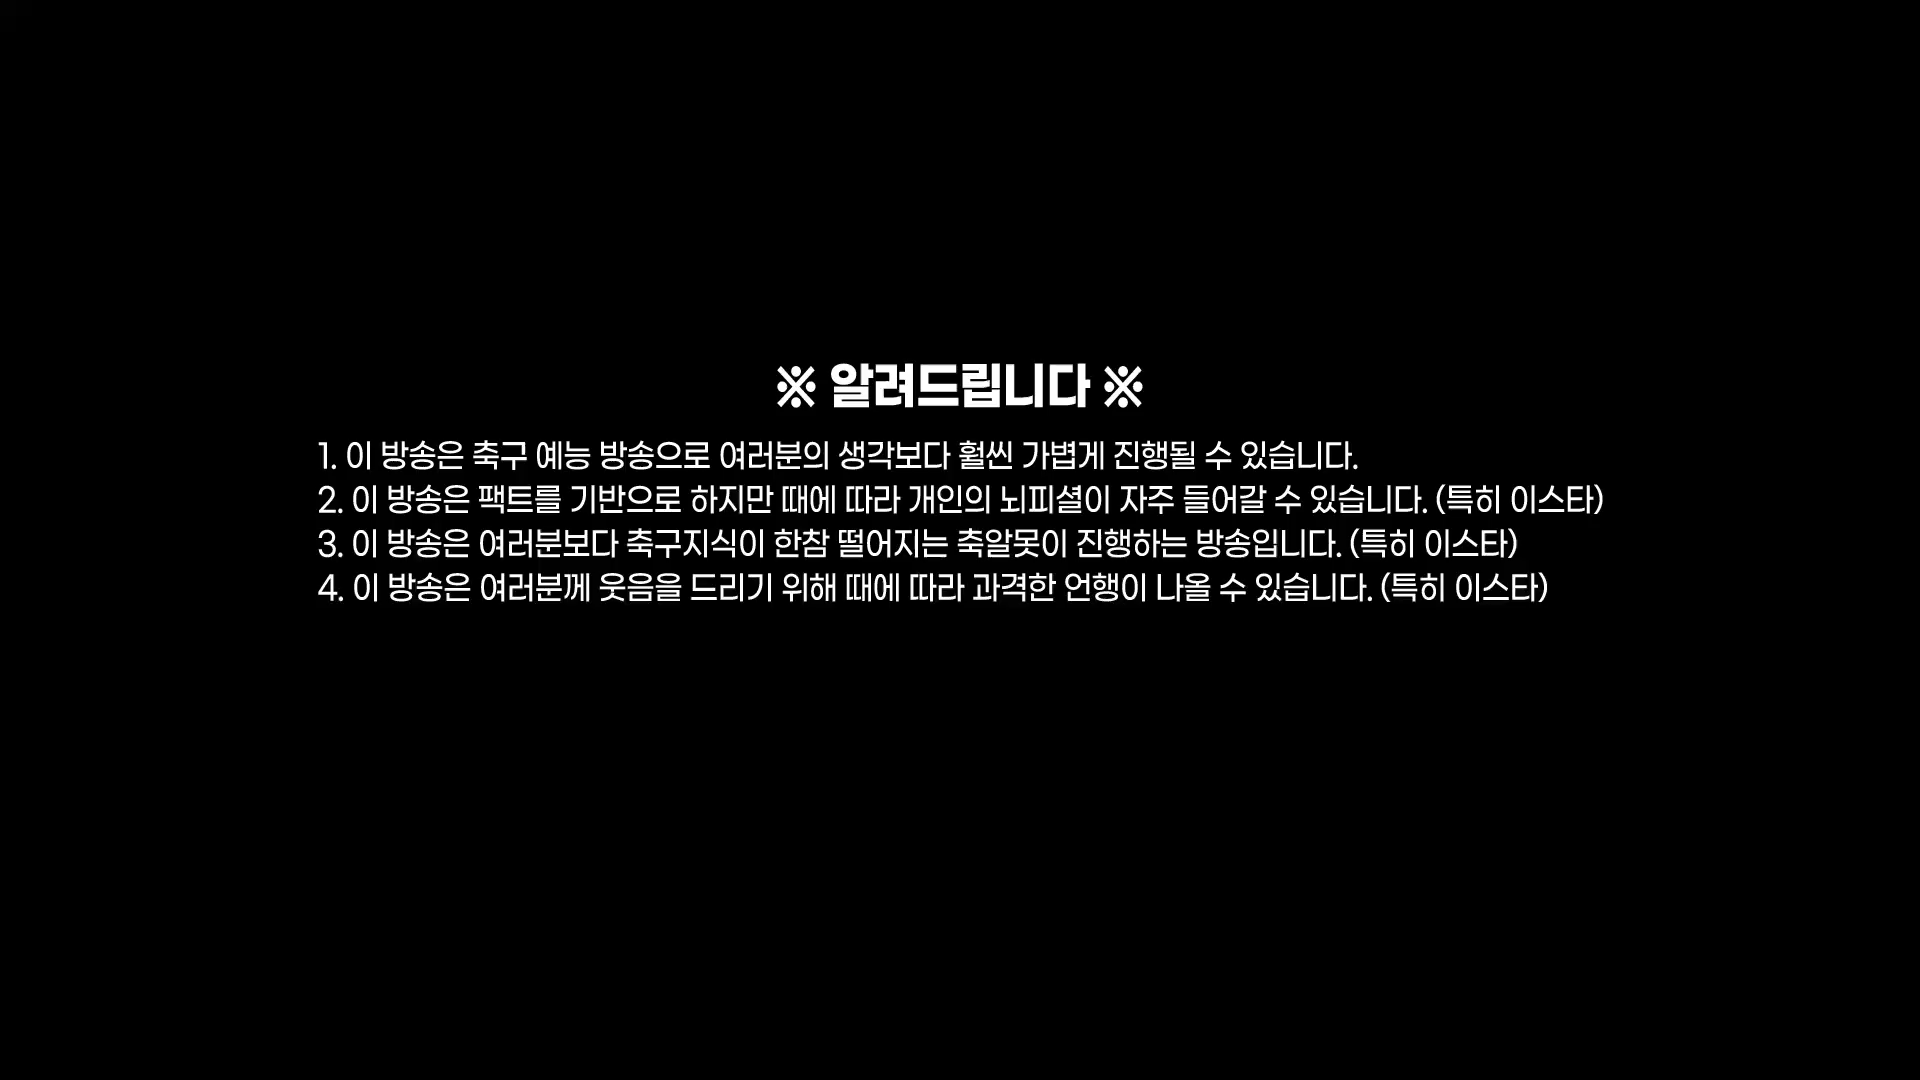 ※ 알려드립니다 ※
1. 이 방송은 축구 예능 방송으로 여러분의 생각보다 훨씬 가볍게 진행될 수 있습니다.
2. 이 방송은 팩트를 기반으로 하지만 때에 따라 개인의 뇌피셜이 자주 들어갈 수 있습니다. (특히 이스타)
3. 이 방송은 여러분보다 축구지식이 한참 떨어지는 축알못이 진행하는 방송입니다. (특히 이스타)
4. 이 방송은 여러분께 웃음을 드리기 위해 때에 따라 과격한 언행이 나올 수 있습니다. (특히 이스타)